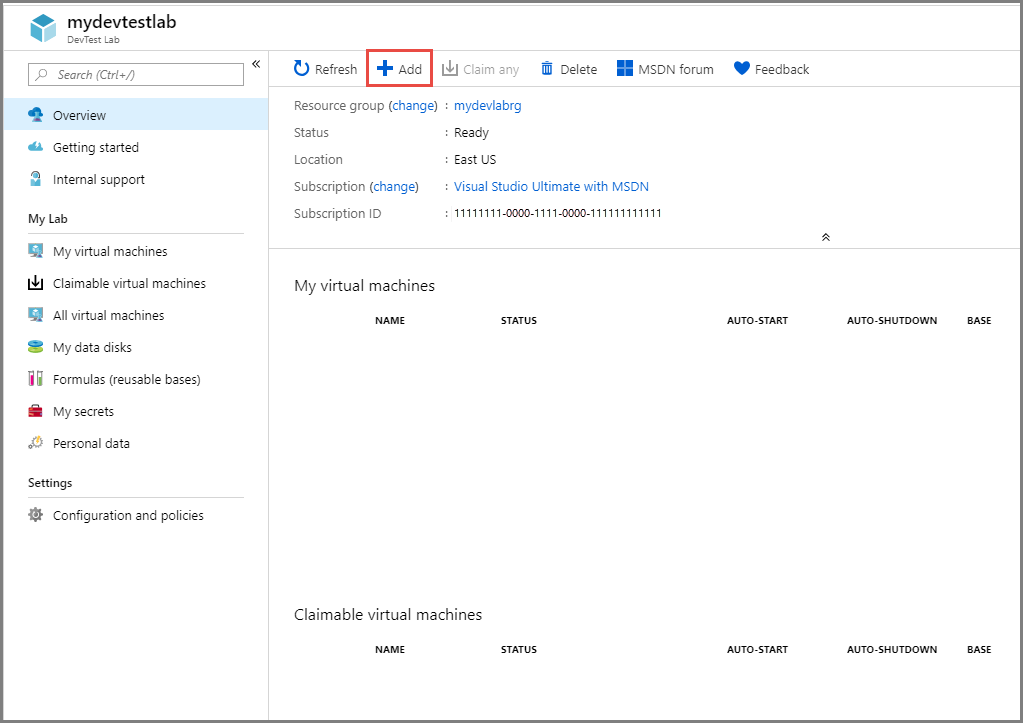 mydevtestlab
DevTest Lab
Search (Ctrl+/)
«
Overview
Getting started
Internal support
My Lab
My virtual machines
Claimable virtual machines
All virtual machines
My data disks
Formulas (reusable bases)
My secrets
Personal data
Settings
Configuration and policies
Refresh Add Claim any Delete MSDN forum Feedback
Resource group (change) : mydevlabrg
Status : Ready
Location : East US
Subscription (change) : Visual Studio Ultimate with MSDN
Subscription ID : 11111111-0000-1111-0000-111111111111
My virtual machines
NAME STATUS AUTO-START AUTO-SHUTDOWN BASE
Claimable virtual machines
NAME STATUS AUTO-START AUTO-SHUTDOWN BASE